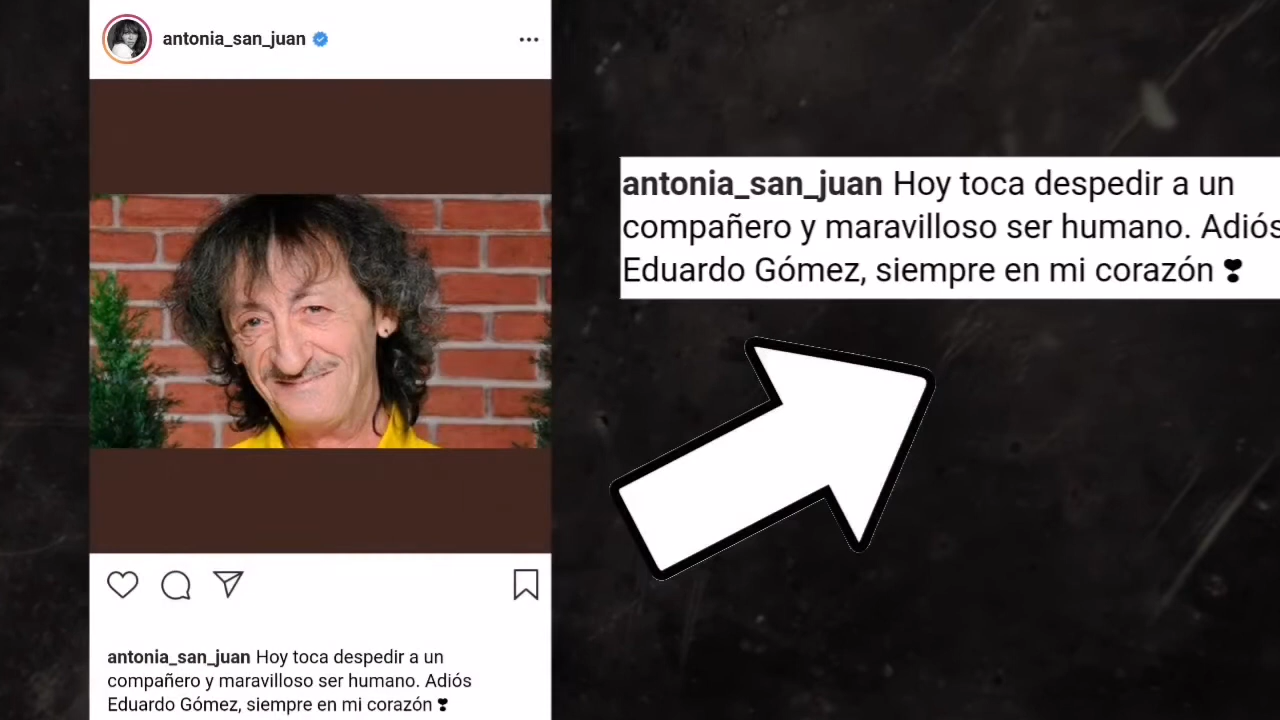 antonia_san_juan
antonia_san_juan Hoy toca despedir a un
compañero y maravilloso ser humano. Adiós
Eduardo Gómez, siempre en mi corazón ❣
antonia_san_juan Hoy toca despedir a un
compañero y maravilloso ser humano. Adiós
Eduardo Gómez, siempre en mi corazón ❣